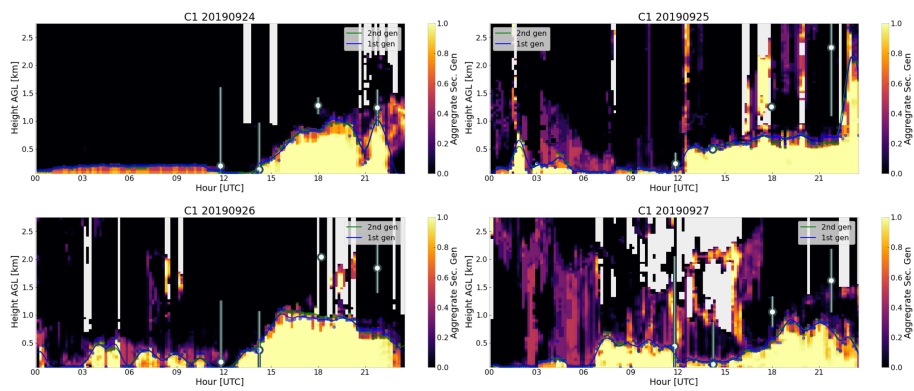 C1 20190924
2nd gen
1st gen
Height AGL [km]
2.5
2.0
1.5
1.0
0.5
00 03 06 09 12 15 18 21
Hour [UTC]
1.0
0.8
0.6
0.4
0.2
0.0
Aggregrate Sec. Gen
C1 20190925
2nd gen
1st gen
Height AGL [km]
2.5
2.0
1.5
1.0
0.5
00 03 06 09 12 15 18 21
Hour [UTC]
1.0
0.8
0.6
0.4
0.2
0.0
Aggregrate Sec. Gen
C1 20190926
2nd gen
1st gen
Height AGL [km]
2.5
2.0
1.5
1.0
0.5
00 03 06 09 12 15 18 21
Hour [UTC]
1.0
0.8
0.6
0.4
0.2
0.0
Aggregrate Sec. Gen
C1 20190927
2nd gen
1st gen
Height AGL [km]
2.5
2.0
1.5
1.0
0.5
00 03 06 09 12 15 18 21
Hour [UTC]
1.0
0.8
0.6
0.4
0.2
0.0
Aggregrate Sec. Gen